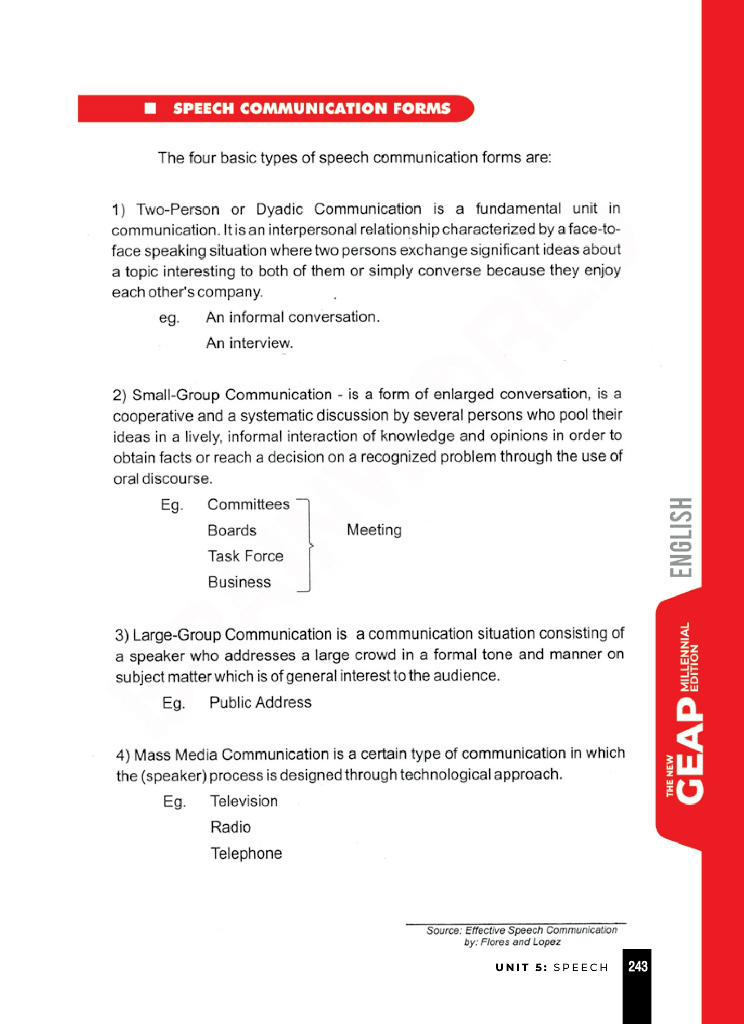 SPEECH COMMUNICATION FORMS
The four basic types of speech communication forms are:
1) Two-Person or Dyadic Communication is a fundamental unit in
communication. It is an interpersonal relationship characterized by a face-to-
face speaking situation where two persons exchange significant ideas about
a topic interesting to both of them or simply converse because they enjoy
each other's company.
eg. An informal conversation.
An interview.
2) Small-Group Communication - is a form of enlarged conversation, is a
cooperative and a systematic discussion by several persons who pool their
ideas in a lively, informal interaction of knowledge and opinions in order to
obtain facts or reach a decision on a recognized problem through the use of
oral discourse.
Eg. Committees
Boards Meeting
Task Force
Business
3) Large-Group Communication is a communication situation consisting of
a speaker who addresses a large crowd in a formal tone and manner on
subject matter which is of general interest to the audience.
Eg. Public Address
4) Mass Media Communication is a certain type of communication in which
the (speaker) process is designed through technological approach.
Eg. Television
Radio
Telephone
Source: Effective Speech Communication
by: Flores and Lopez
UNIT 5: SPEECH 243
ENGLISH
THE NEW
GEAP
MILLENNIAL
EDITION